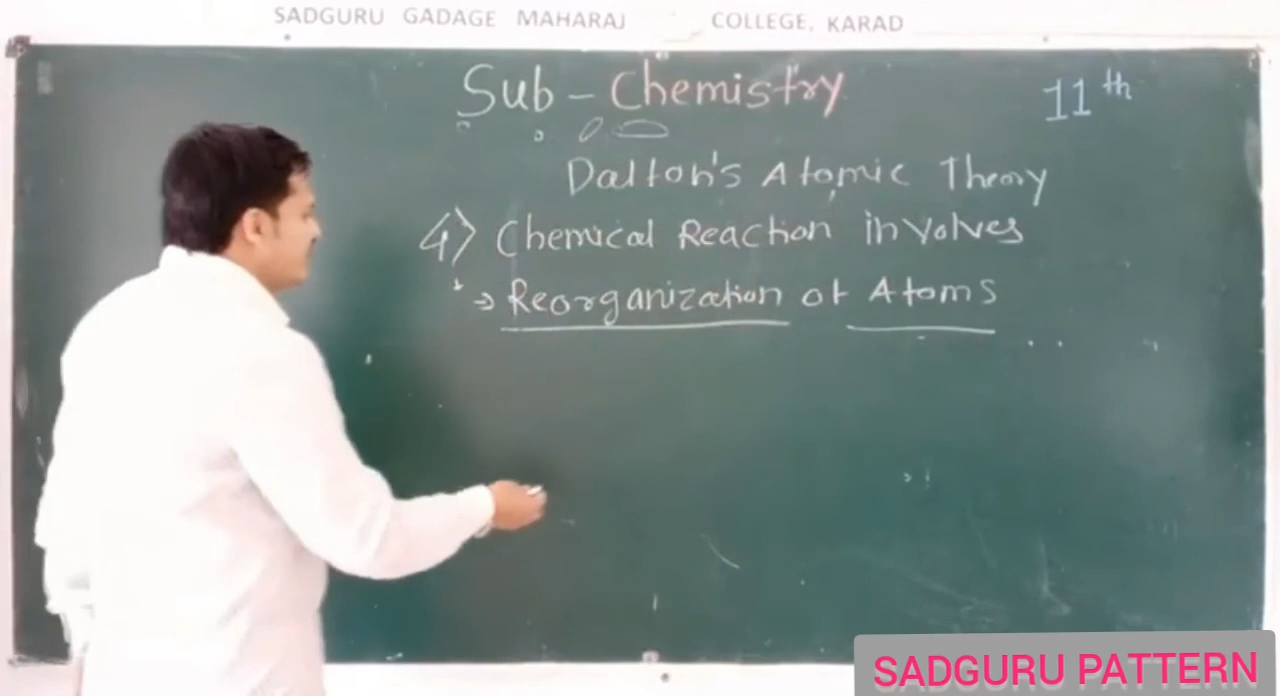 SADGURU GADAGE MAHARAJ COLLEGE, KARAD
Sub - Chemistry
11th
Dalton's Atomic Theory
4) Chemical Reaction involves
→ Reorganization of Atoms
SADGURU PATTERN